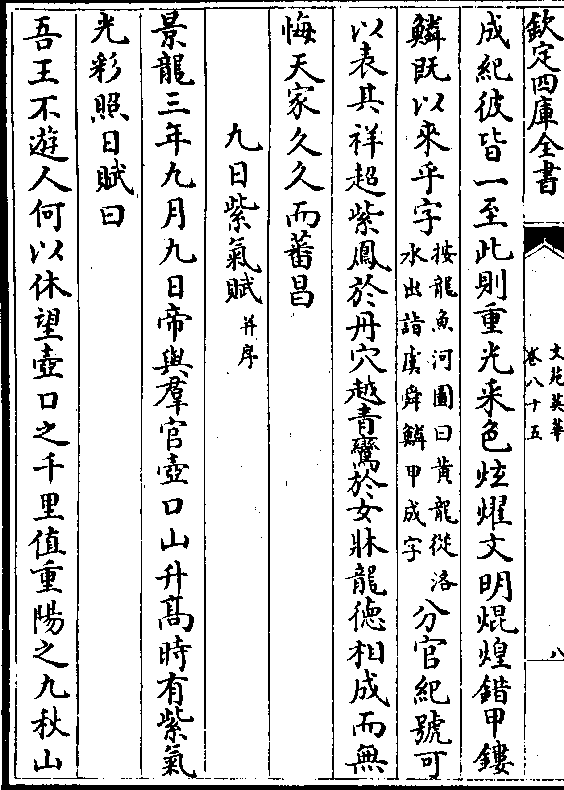 欽定四庫全書
文苑英華
卷八十五
八
成紀彼皆一至此則重光采色炫燿文明焜煌錯甲鏤
鱗既以來乎字
按龍魚河圖曰黃龍從洛
水出詣虞舜鱗甲成字
分官紀號可
以表其祥超紫鳳於丹穴越青鸞於女牀龍德相成而無
悔天家久久而蕃昌
九日紫氣賦
并序
景龍三年九月九日帝與羣官壺口山升髙時有紫氣
光彩照日賦曰
吾王不遊人何以休望壺口之千里值重陽之九秋山